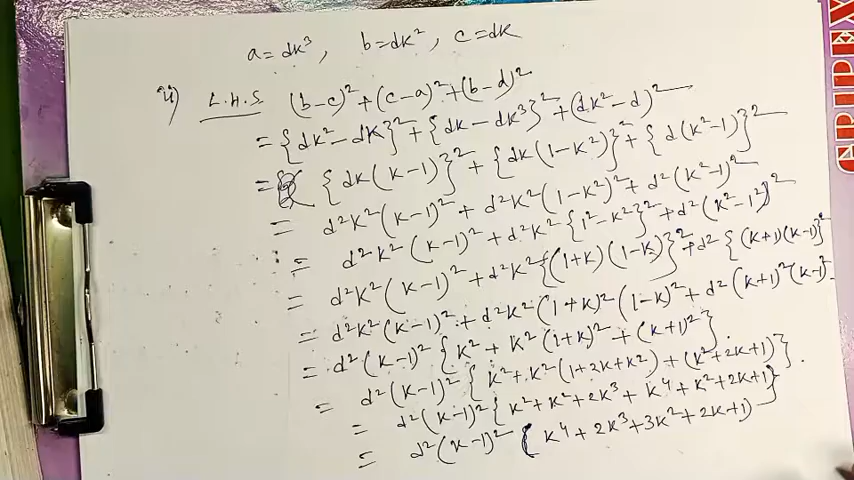 a = dk³, b = dk², c = dk
ii) L.H.S (b-c)² + (c-a)² + (b-d)²
= {dk² - dk}² + {dk - dk³}² + (dk² - d)²
= {dk(k-1)}² + {dk(1-k²)}² + {d(k²-1)}²
= d²k²(k-1)² + d²k²(1-k²)² + d²(k²-1)²
= d²k²(k-1)² + d²k²{1²-k²}² + d²(k²-1²)²
= d²k²(k-1)² + d²k²{(1+k)(1-k)}² + d²{(k+1)(k-1)}²
= d²k²(k-1)² + d²k²(1+k)²(1-k)² + d²(k+1)²(k-1)²
= d²(k-1)² {k² + k²(1+k)² + (k+1)²}
= d²(k-1)² {k² + k²(1+2k+k²) + (k²+2k+1)}
= d²(k-1)² {k² + k² + 2k³ + k⁴ + k² + 2k + 1}
= d²(k-1)² (k⁴ + 2k³ + 3k² + 2k + 1)
GRIPEX